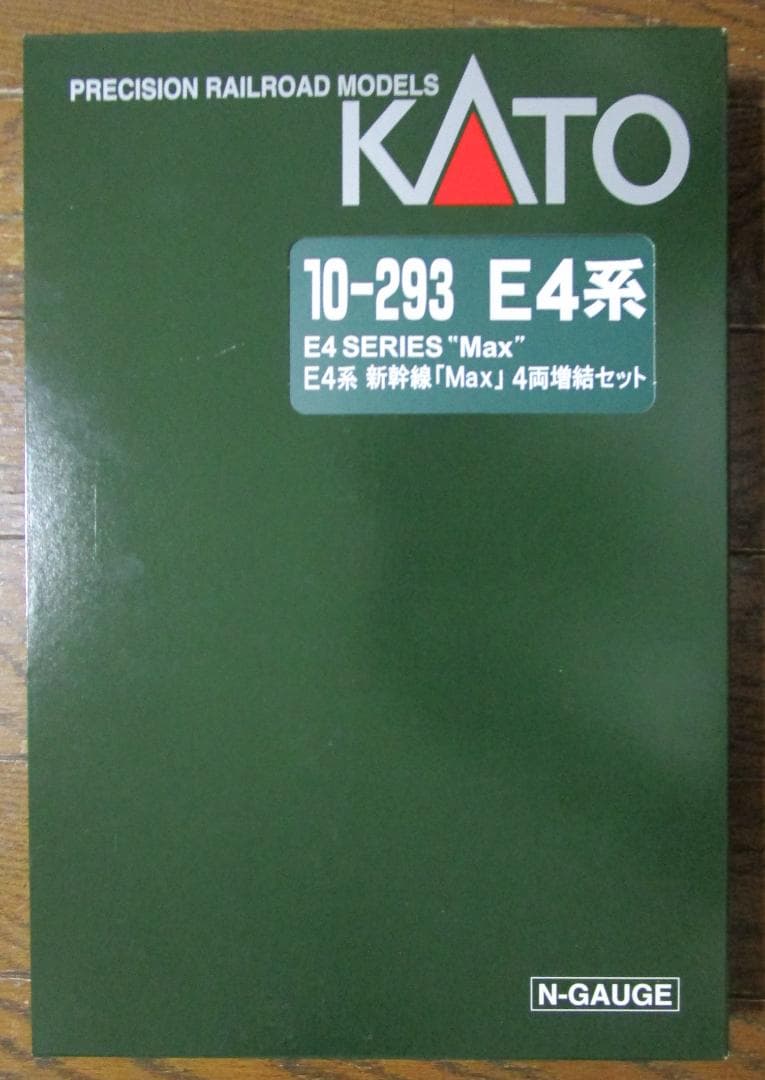 PRECISION RAILROAD MODELS
KATO
10-293 E4系
E4 SERIES "Max"
E4系 新幹線「Max」4両増結セット
N-GAUGE